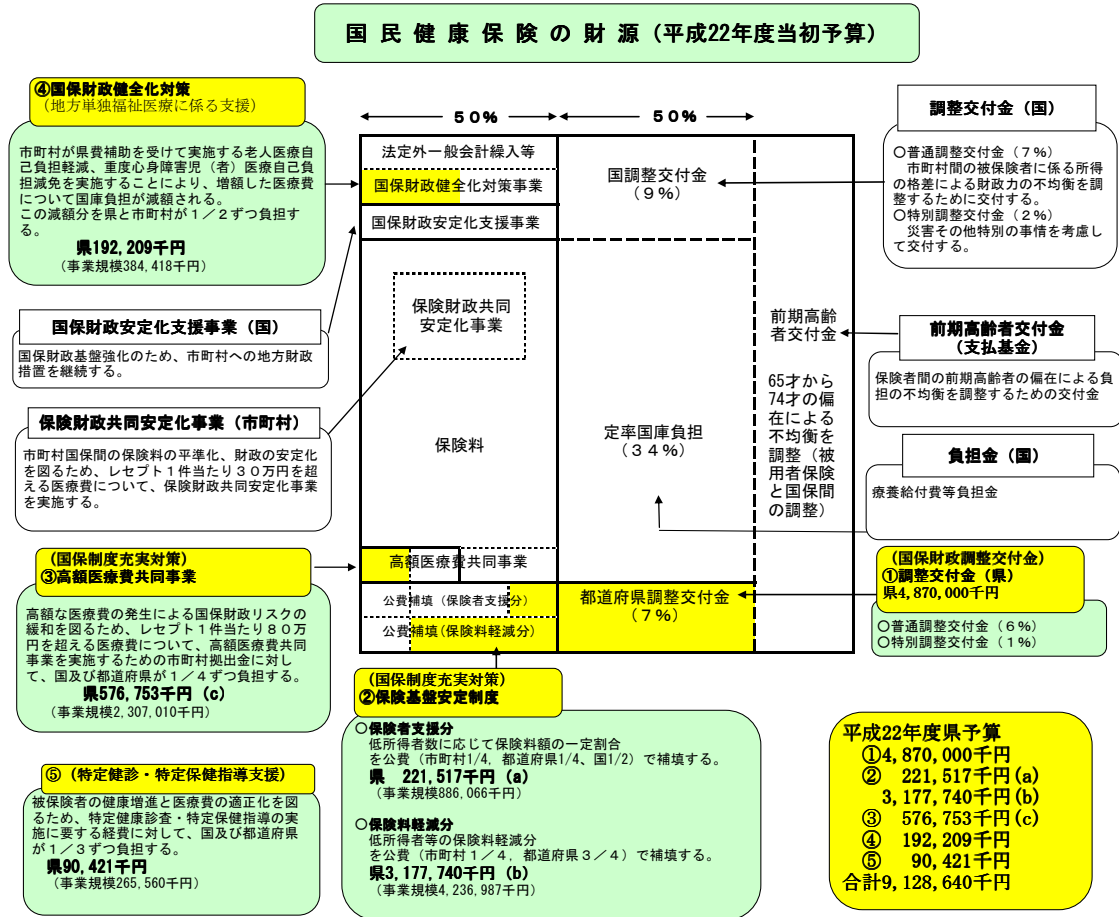 国民健康保険の財源（平成22年度当初予算）
④国保財政健全化対策
（地方単独福祉医療に係る支援）
市町村が県費補助を受けて実施する老人医療自
己負担軽減、重度心身障害児（者）医療自己負
担減免を実施することにより、増額した医療費
について国庫負担が減額される。
この減額分を県と市町村が１／２ずつ負担す
る。
県192,209千円
（事業規模384,418千円）
国保財政安定化支援事業（国）
国保財政基盤強化のため、市町村への地方財政
措置を継続する。
保険財政共同安定化事業（市町村）
市町村国保間の保険料の平準化、財政の安定化
を図るため、レセプト１件当たり３０万円を超
える医療費について、保険財政共同安定化事業
を実施する。
（国保制度充実対策）
③高額医療費共同事業
高額な医療費の発生による国保財政リスクの
緩和を図るため、レセプト１件当たり８０万
円を超える医療費について、高額医療費共同
事業を実施するための市町村拠出金に対し
て、国及び都道府県が１／４ずつ負担する。
県576,753千円 (c)
（事業規模2,307,010千円）
⑤（特定健診・特定保健指導支援）
被保険者の健康増進と医療費の適正化を図
るため、特定健康診査・特定保健指導の実
施に要する経費に対して、国及び都道府県
が１／３ずつ負担する。
県90,421千円
（事業規模265,560千円）
５０％
５０％
法定外一般会計繰入等
国保財政健全化対策事業
国保財政安定化支援事業
保険財政共同
安定化事業
保険料
高額医療費共同事業
公費補填（保険者支援分）
公費補填(保険料軽減分)
国調整交付金
（９％）
定率国庫負担
（３４％）
都道府県調整交付金
（７％）
前期高齢
者交付金
65才から
74才の偏
在による
不均衡を
調整（被
用者保険
と国保間
の調整）
（国保制度充実対策）
②保険基盤安定制度
○保険者支援分
低所得者数に応じて保険料額の一定割合
を公費（市町村1/4, 都道府県1/4、国1/2）で補填する。
県 221,517千円 (a)
（事業規模886,066千円）
○保険料軽減分
低所得者等の保険料軽減分
を公費（市町村１／４, 都道府県３／４）で補填する。
県3,177,740千円 (b)
（事業規模4,236,987千円）
調整交付金（国）
○普通調整交付金（７％）
市町村間の被保険者に係る所得
の格差による財政力の不均衡を調
整するために交付する。
○特別調整交付金（２％）
災害その他特別の事情を考慮し
て交付する。
前期高齢者交付金
（支払基金）
保険者間の前期高齢者の偏在による負
担の不均衡を調整するための交付金
負担金（国）
療養給付費等負担金
（国保財政調整交付金）
①調整交付金（県）
県4,870,000千円
○普通調整交付金（６％）
○特別調整交付金（１％）
平成22年度県予算
①4,870,000千円
② 221,517千円(a)
3,177,740千円(b)
③ 576,753千円(c)
④ 192,209千円
⑤ 90,421千円
合計9,128,640千円